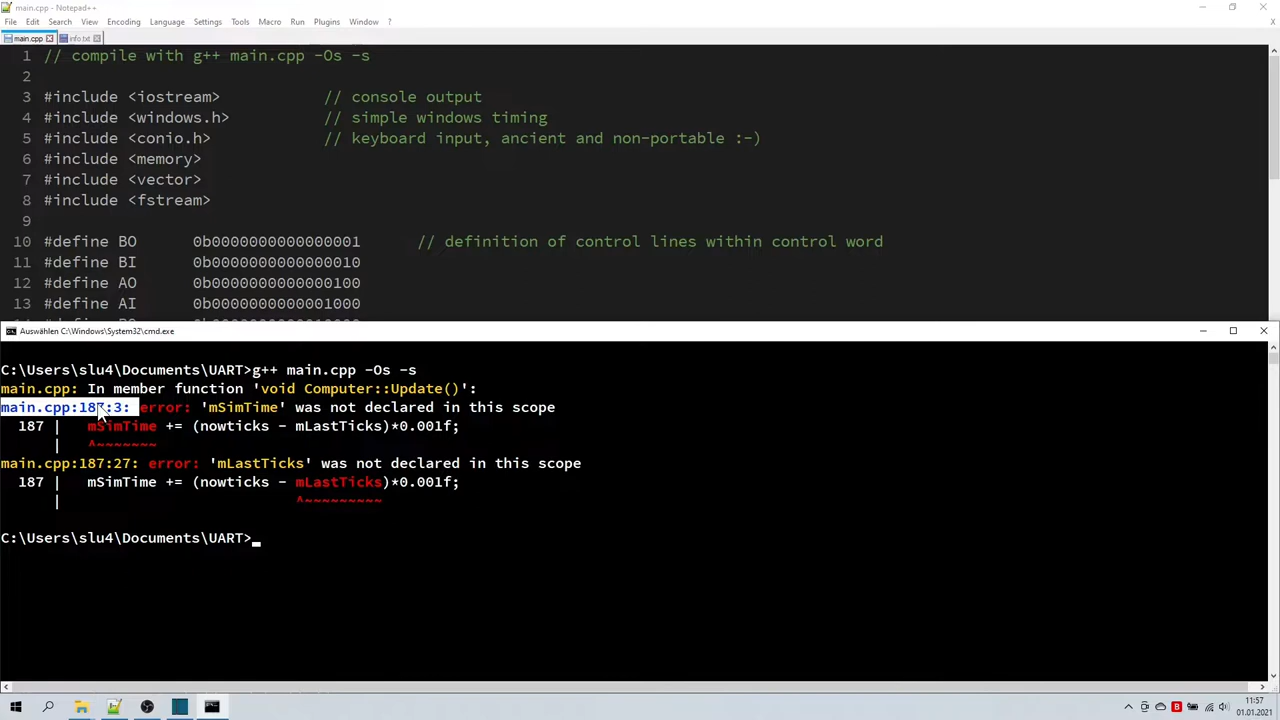 main.cpp - Notepad++
File Edit Search View Encoding Language Settings Tools Macro Run Plugins Window ?
main.cpp info.txt
1 // compile with g++ main.cpp -Os -s
2
3 #include <iostream> // console output
4 #include <windows.h> // simple windows timing
5 #include <conio.h> // keyboard input, ancient and non-portable :-)
6 #include <memory>
7 #include <vector>
8 #include <fstream>
9
10 #define BO 0b0000000000000001 // definition of control lines within control word
11 #define BI 0b0000000000000010
12 #define AO 0b0000000000000100
13 #define AI 0b0000000000001000
Auswählen C:\Windows\System32\cmd.exe
C:\Users\slu4\Documents\UART>g++ main.cpp -Os -s
main.cpp: In member function 'void Computer::Update()':
main.cpp:187:3: error: 'mSimTime' was not declared in this scope
187 | mSimTime += (nowticks - mLastTicks)*0.001f;
| ^~~~~~~~
main.cpp:187:27: error: 'mLastTicks' was not declared in this scope
187 | mSimTime += (nowticks - mLastTicks)*0.001f;
| ^~~~~~~~~~
C:\Users\slu4\Documents\UART>
11:57
01.01.2021